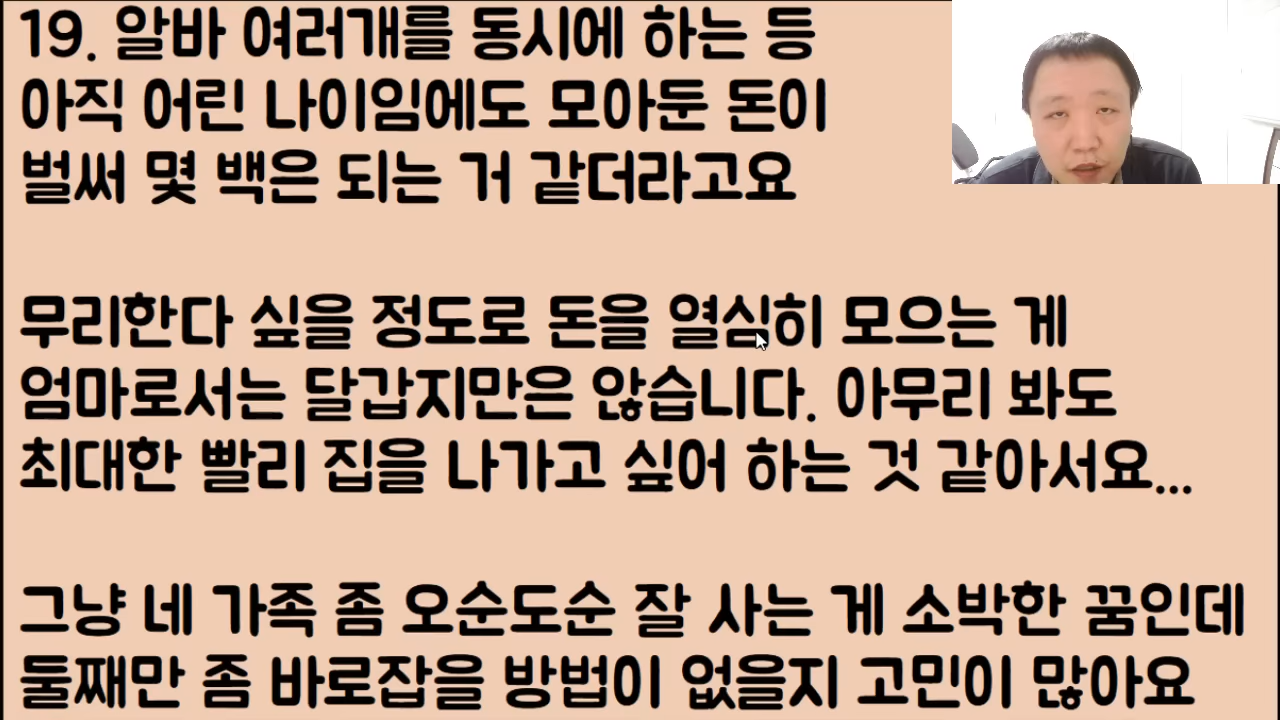 19. 알바 여러개를 동시에 하는 등
아직 어린 나이임에도 모아둔 돈이
벌써 몇 백은 되는 거 같더라고요
무리한다 싶을 정도로 돈을 열심히 모으는 게
엄마로서는 달갑지만은 않습니다. 아무리 봐도
최대한 빨리 집을 나가고 싶어 하는 것 같아서요...
그냥 네 가족 좀 오순도순 잘 사는 게 소박한 꿈인데
둘째만 좀 바로잡을 방법이 없을지 고민이 많아요